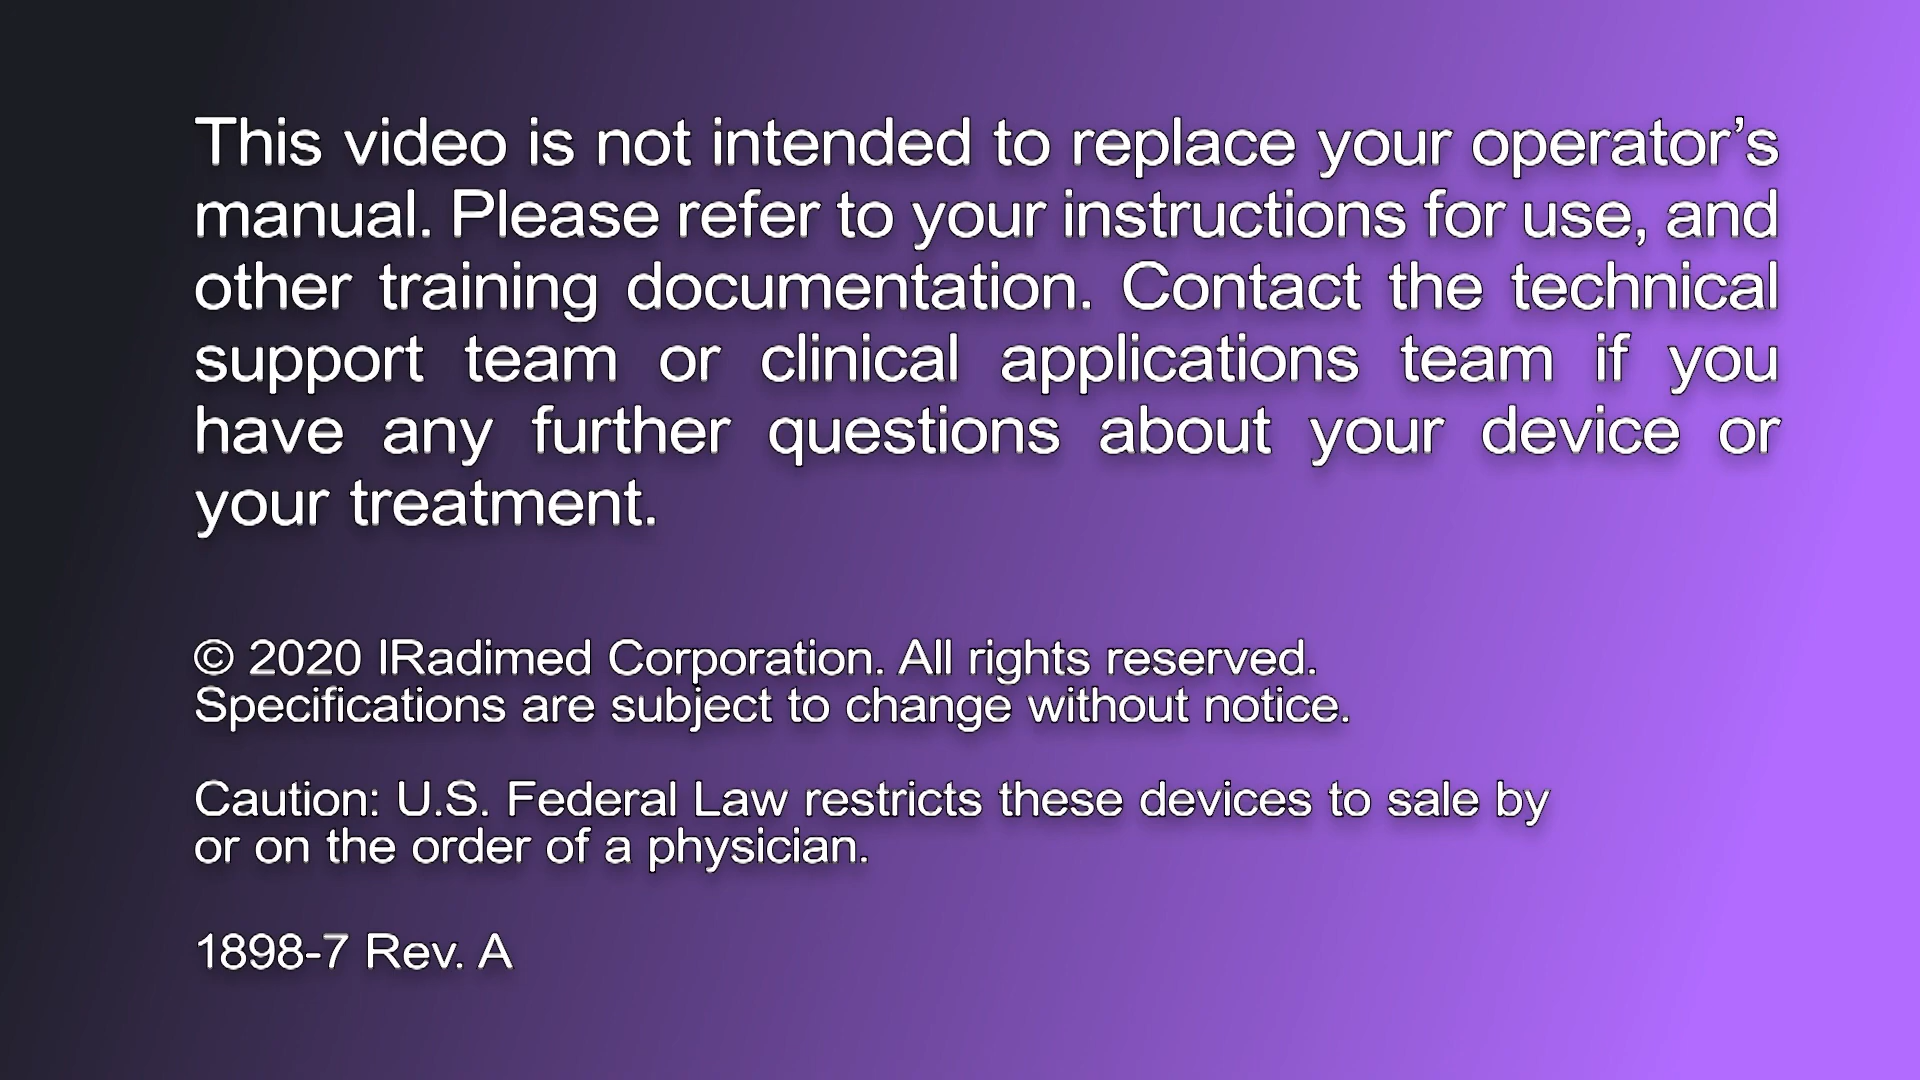 This video is not intended to replace your operator’s
manual. Please refer to your instructions for use, and
other training documentation. Contact the technical
support team or clinical applications team if you
have any further questions about your device or
your treatment.
© 2020 IRadimed Corporation. All rights reserved.
Specifications are subject to change without notice.
Caution: U.S. Federal Law restricts these devices to sale by
or on the order of a physician.
1898-7 Rev. A